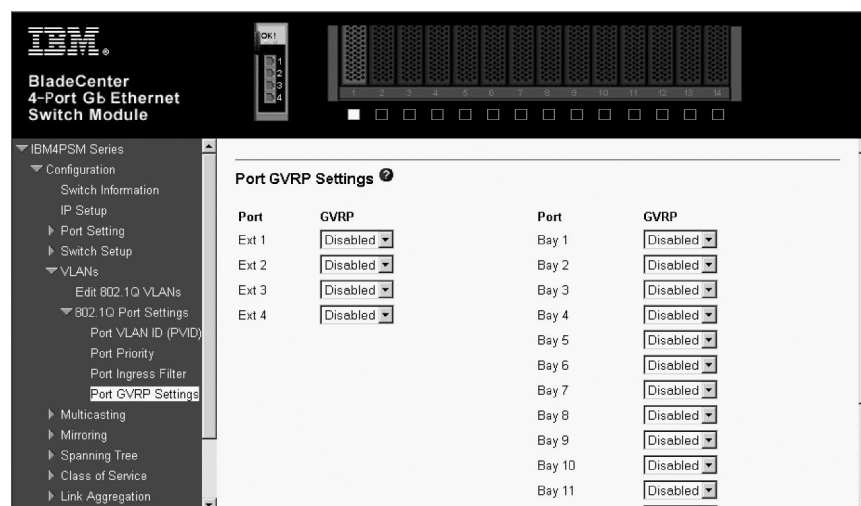 IBM®
OK!
1
2
3
4
1 2 3 4 5 6 7 8 9 10 11 12 13 14
BladeCenter
4-Port Gb Ethernet
Switch Module
IBM4PSM Series
Configuration
Switch Information
IP Setup
Port Setting
Switch Setup
VLANs
Edit 802.1Q VLANs
802.1Q Port Settings
Port VLAN ID (PVID)
Port Priority
Port Ingress Filter
Port GVRP Settings
Multicasting
Mirroring
Spanning Tree
Class of Service
Link Aggregation
Port GVRP Settings ?
Port GVRP Port GVRP
Ext 1 Disabled Bay 1 Disabled
Ext 2 Disabled Bay 2 Disabled
Ext 3 Disabled Bay 3 Disabled
Ext 4 Disabled Bay 4 Disabled
Bay 5 Disabled
Bay 6 Disabled
Bay 7 Disabled
Bay 8 Disabled
Bay 9 Disabled
Bay 10 Disabled
Bay 11 Disabled